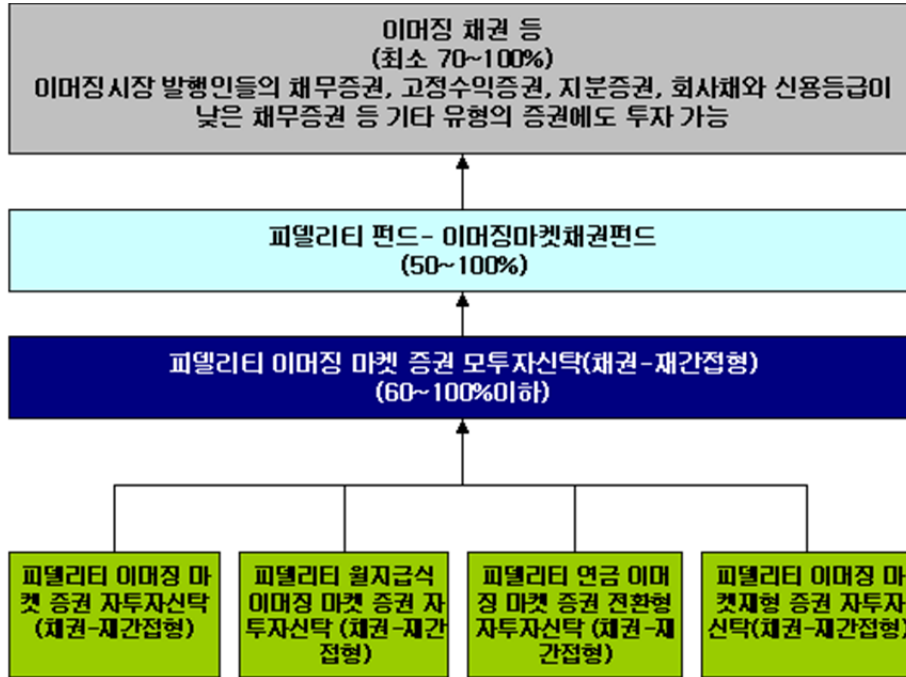 이머징 채권 등
(최소 70~100%)
이머징시장 발행인들의 채무증권, 고정수익증권, 지분증권, 회사채와 신용등급이
낮은 채무증권 등 기타 유형의 증권에도 투자 가능
피델리티 펀드- 이머징마켓채권펀드
(50~100%)
피델리티 이머징 마켓 증권 모투자신탁(채권-재간접형)
(60~100%이하)
피델리티 이머징 마
켓 증권 자투자신탁
(채권-재간접형)
피델리티 월지급식
이머징 마켓 증권 자
투자신탁 (채권-재간
접형)
피델리티 연금 이머
징 마켓 증권 전환형
자투자신탁 (채권-재
간접형)
피델리티 이머징 마
켓재형 증권 자투자
신탁(채권-재간접형)